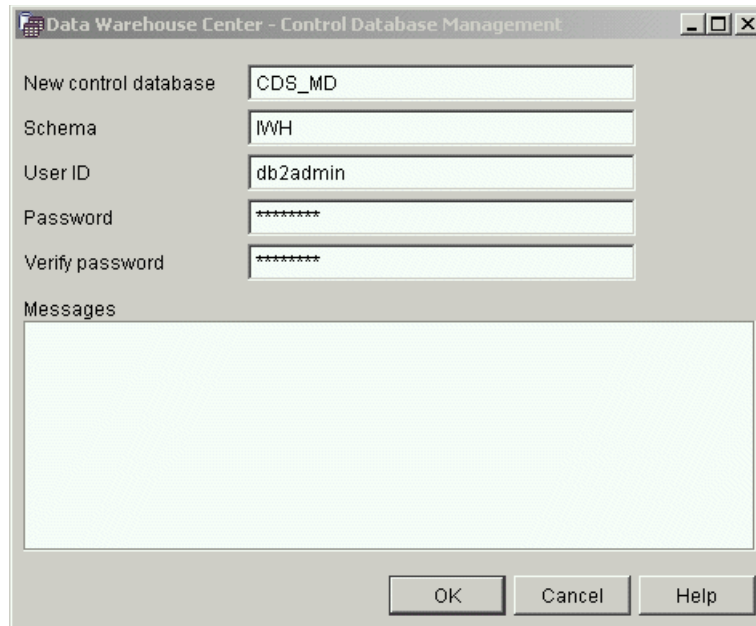 Data Warehouse Center - Control Database Management
New control database CDS_MD
Schema IWH
User ID db2admin
Password ********
Verify password ********
Messages
OK Cancel Help